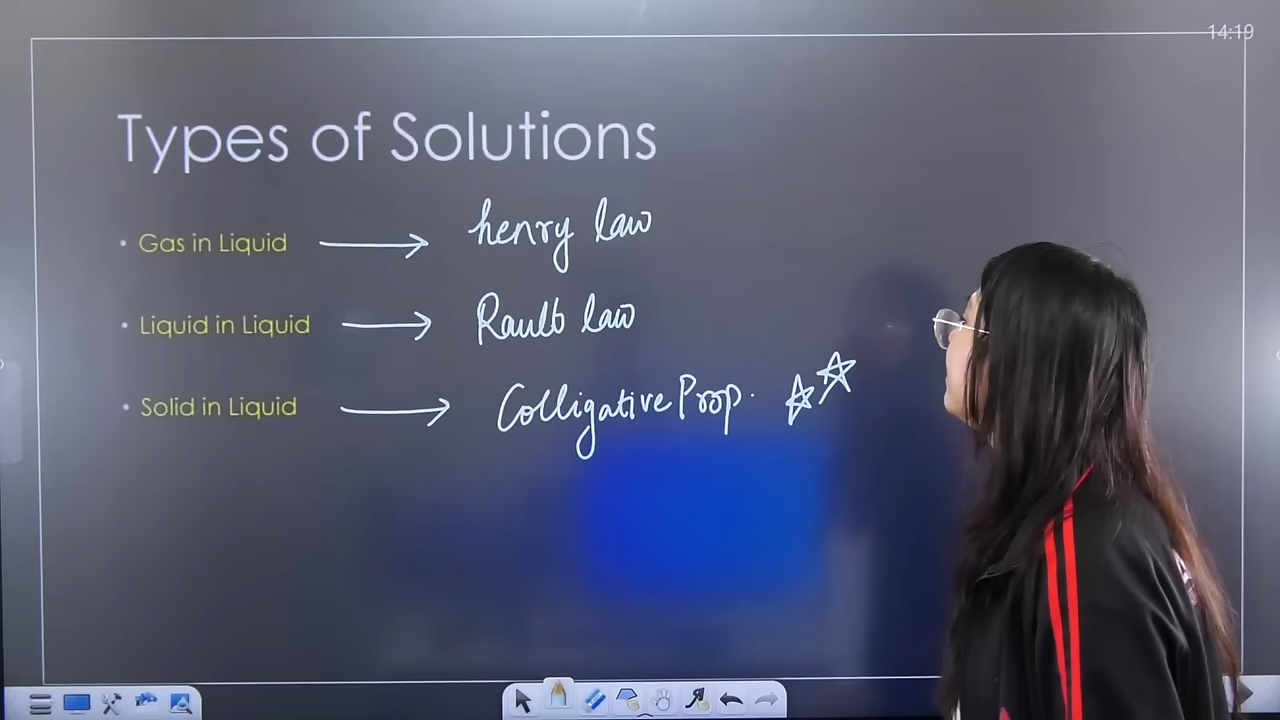 14:19
Types of Solutions
• Gas in Liquid → henry law
• Liquid in Liquid → Rault law
• Solid in Liquid → Colligative Prop. ☆☆